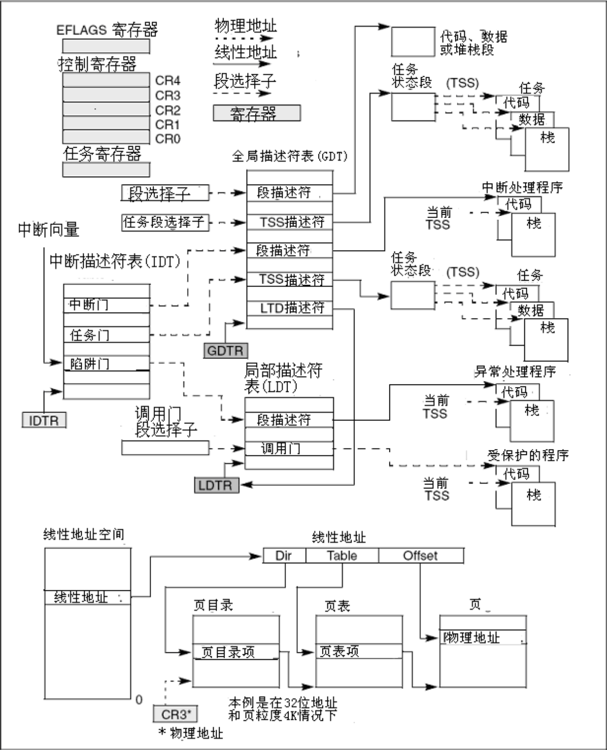 EFLAGS 寄存器
控制寄存器
CR4
CR3
CR2
CR1
CR0
任务寄存器
物理地址
线性地址
段选择子
寄存器
代码、数据
或堆栈段
任务
状态段
(TSS)
任务
代码
数据
栈
全局描述符表(GDT)
段选择子
段描述符
任务段选择子
TSS描述符
中断处理程序
代码
当前
TSS
栈
中断向量
中断描述符表(IDT)
段描述符
任务
状态段
(TSS)
任务
代码
数据
栈
TSS描述符
中断门
LTD描述符
任务门
GDTR
陷阱门
局部描述符
表(LDT)
异常处理程序
代码
当前
TSS
栈
IDTR
调用门
段选择子
段描述符
调用门
受保护的程序
代码
当前
TSS
栈
LDTR
线性地址空间
线性地址
Dir
Table
Offset
线性地址
页目录
页表
页
物理地址
页目录项
页表项
0
CR3*
本例是在32位地址
和页粒度4K情况下
*物理地址